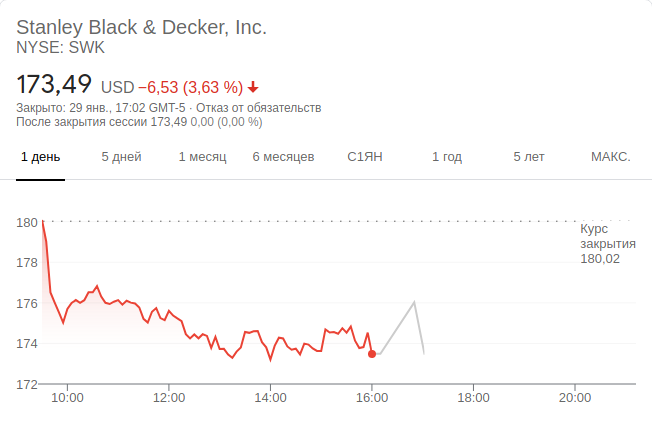 Stanley Black & Decker, Inc.
NYSE: SWK
173,49 USD −6,53 (3,63 %)
Закрыто: 29 янв., 17:02 GMT-5 · Отказ от обязательств
После закрытия сессии 173,49 0,00 (0,00 %)
1 день 5 дней 1 месяц 6 месяцев С1ЯН 1 год 5 лет МАКС.
180
Курс
закрытия
180,02
178
176
174
172
10:00 12:00 14:00 16:00 18:00 20:00